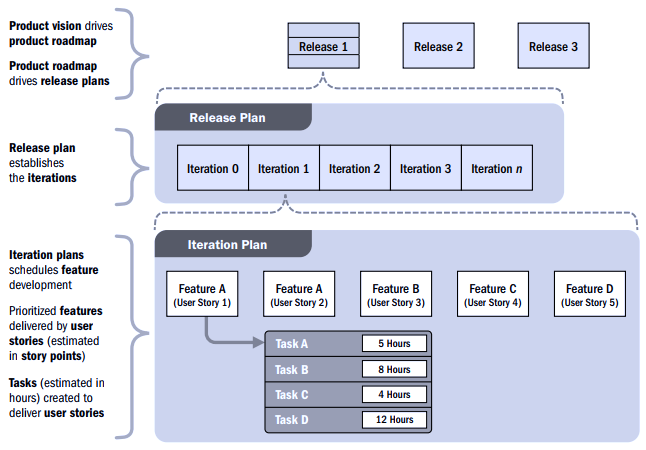 Product vision drives
product roadmap
Product roadmap
drives release plans
Release 1
Release 2
Release 3
Release Plan
Release plan
establishes
the iterations
Iteration 0
Iteration 1
Iteration 2
Iteration 3
Iteration n
Iteration Plan
Iteration plans
schedules feature
development
Prioritized features
delivered by user
stories (estimated
in story points)
Tasks (estimated in
hours) created to
deliver user stories
Feature A
(User Story 1)
Feature A
(User Story 2)
Feature B
(User Story 3)
Feature C
(User Story 4)
Feature D
(User Story 5)
Task A
5 Hours
Task B
8 Hours
Task C
4 Hours
Task D
12 Hours